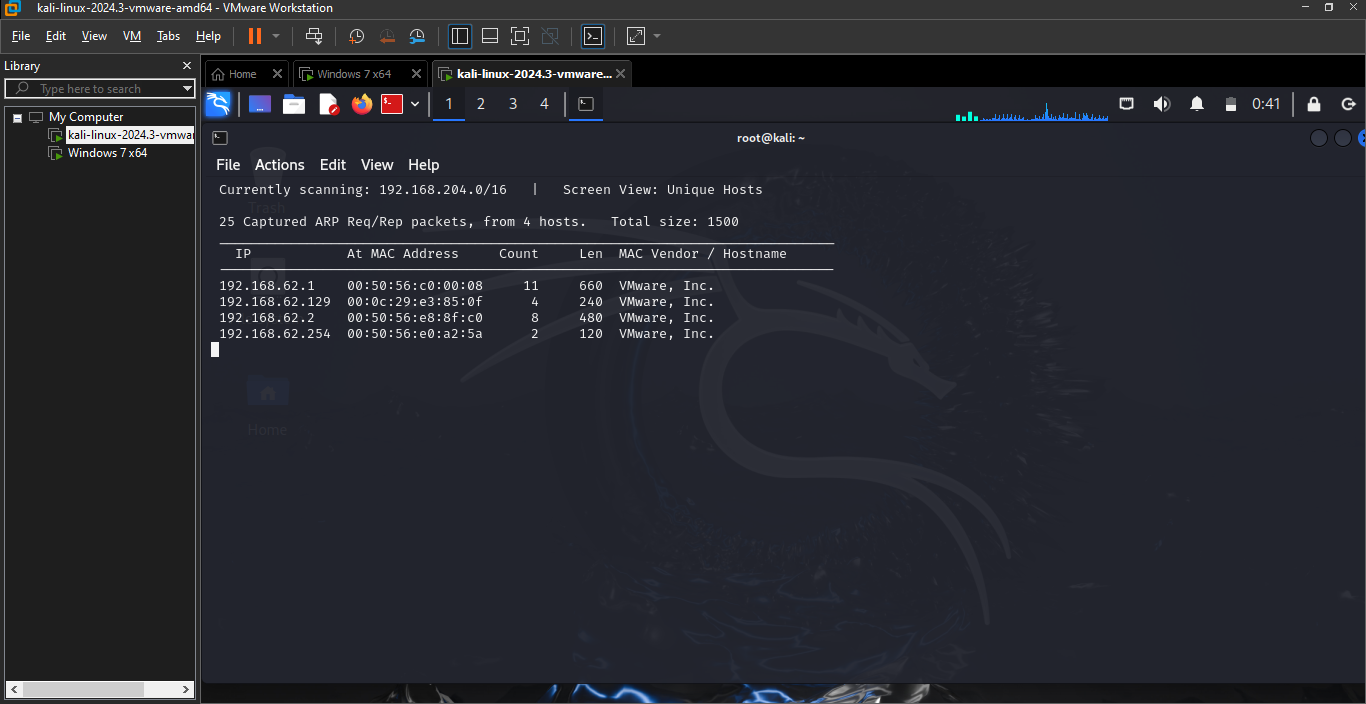 kali-linux-2024.3-vmware-amd64 - VMware Workstation
File Edit View VM Tabs Help
Library
Home Windows 7 x64 kali-linux-2024.3-vmware...
Type here to search
1 2 3 4 0:41
My Computer
kali-linux-2024.3-vmwar
Windows 7 x64
root@kali: ~
File Actions Edit View Help
Currently scanning: 192.168.204.0/16 | Screen View: Unique Hosts
Trash
25 Captured ARP Req/Rep packets, from 4 hosts. Total size: 1500
IP At MAC Address Count Len MAC Vendor / Hostname
192.168.62.1 00:50:56:c0:00:08 11 660 VMware, Inc.
192.168.62.129 00:0c:29:e3:85:0f 4 240 VMware, Inc.
192.168.62.2 00:50:56:e8:8f:c0 8 480 VMware, Inc.
192.168.62.254 00:50:56:e0:a2:5a 2 120 VMware, Inc.
Home